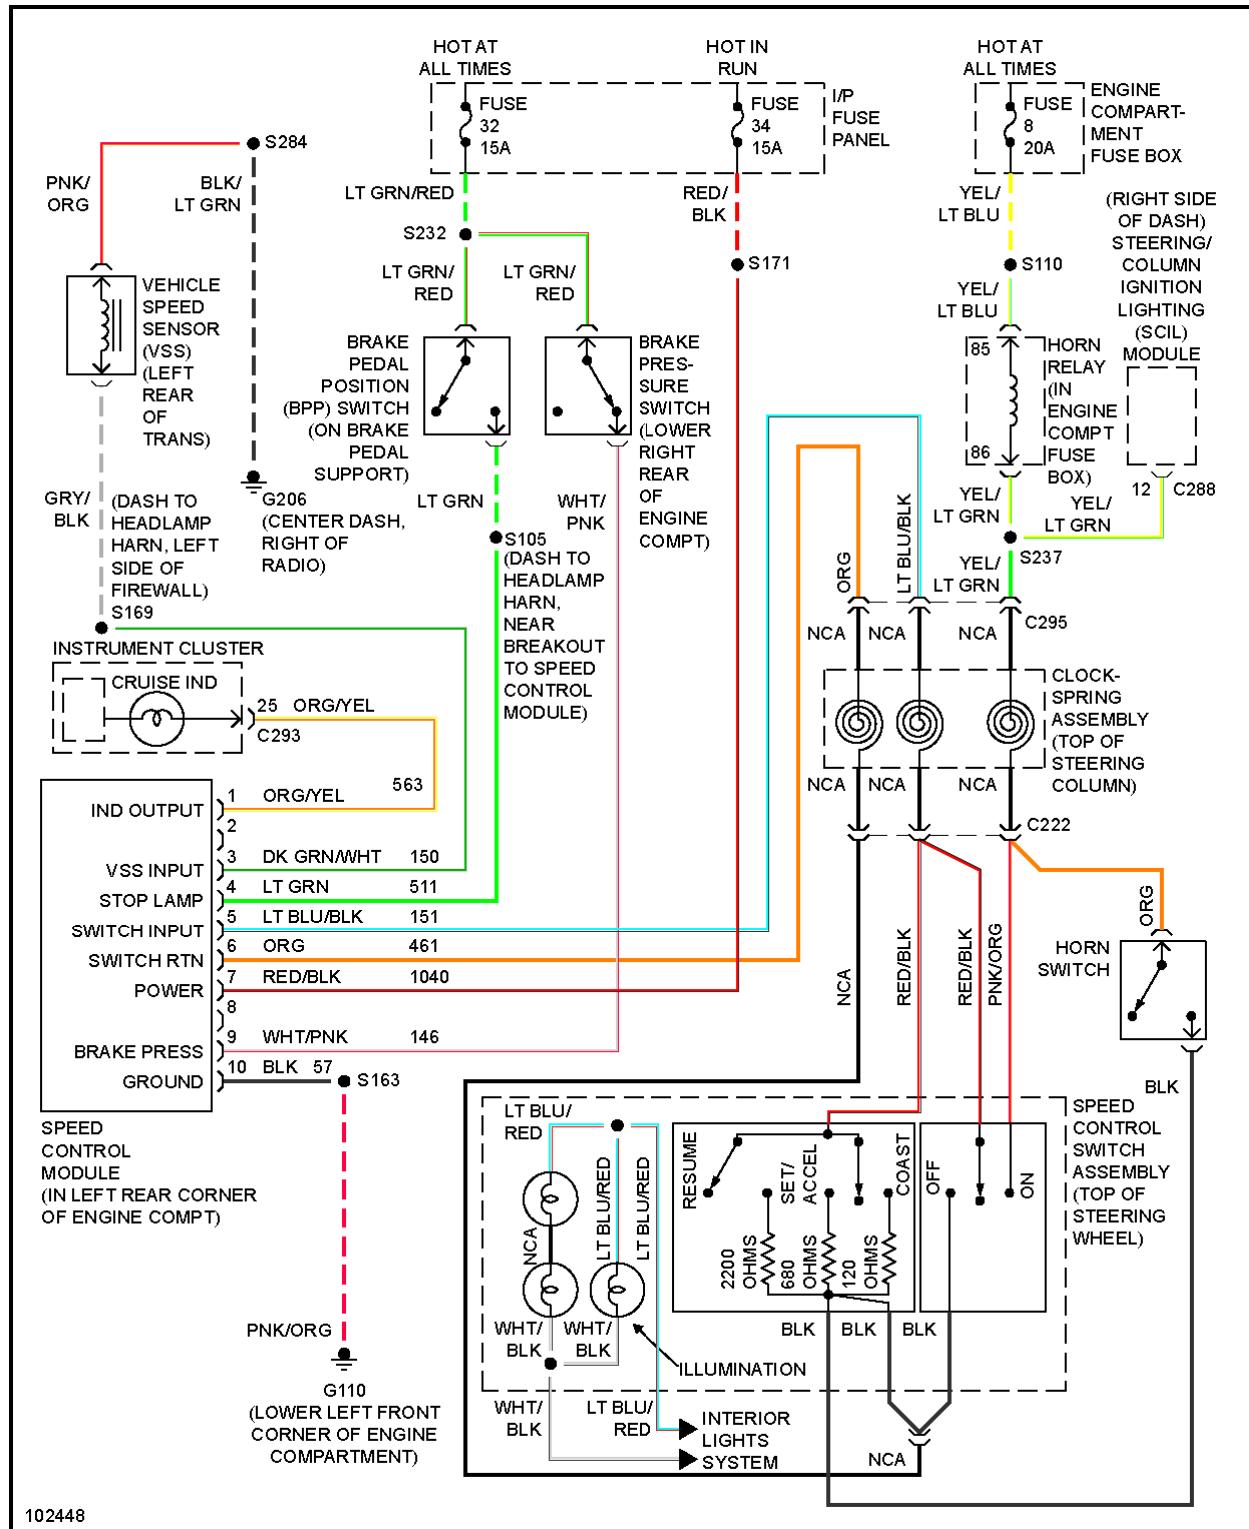 HOT AT
ALL TIMES
HOT IN
RUN
HOT AT
ALL TIMES
FUSE
32
15A
FUSE
34
15A
I/P
FUSE
PANEL
FUSE
8
20A
ENGINE
COMPART-
MENT
FUSE BOX
S284
PNK/
ORG
BLK/
LT GRN
LT GRN/RED
RED/
BLK
YEL/
LT BLU
(RIGHT SIDE
OF DASH)
STEERING/
COLUMN
IGNITION
LIGHTING
(SCIL)
MODULE
S232
S171
S110
LT GRN/
RED
LT GRN/
RED
YEL/
LT BLU
VEHICLE
SPEED
SENSOR
(VSS)
(LEFT
REAR
OF
TRANS)
BRAKE
PEDAL
POSITION
(BPP) SWITCH
(ON BRAKE
PEDAL
SUPPORT)
BRAKE
PRES-
SURE
SWITCH
(LOWER
RIGHT
REAR
OF
ENGINE
COMPT)
85
86
HORN
RELAY
(IN
ENGINE
COMPT
FUSE
BOX)
12
C288
GRY/
BLK
(DASH TO
HEADLAMP
HARN, LEFT
SIDE OF
FIREWALL)
S169
G206
(CENTER DASH,
RIGHT OF
RADIO)
LT GRN
WHT/
PNK
S105
(DASH TO
HEADLAMP
HARN,
NEAR
BREAKOUT
TO SPEED
CONTROL
MODULE)
ORG
LT BLU/BLK
YEL/
LT GRN
YEL/
LT GRN
S237
YEL/
LT GRN
NCA
NCA
NCA
C295
INSTRUMENT CLUSTER
CRUISE IND
25
ORG/YEL
C293
CLOCK-
SPRING
ASSEMBLY
(TOP OF
STEERING
COLUMN)
NCA
NCA
NCA
C222
IND OUTPUT
1
ORG/YEL
563
2
VSS INPUT
3
DK GRN/WHT
150
STOP LAMP
4
LT GRN
511
SWITCH INPUT
5
LT BLU/BLK
151
SWITCH RTN
6
ORG
461
POWER
7
RED/BLK
1040
8
BRAKE PRESS
9
WHT/PNK
146
GROUND
10
BLK
57
S163
SPEED
CONTROL
MODULE
(IN LEFT REAR CORNER
OF ENGINE COMPT)
NCA
RED/BLK
RED/BLK
PNK/ORG
ORG
HORN
SWITCH
BLK
LT BLU/
RED
NCA
LT BLU/RED
LT BLU/RED
RESUME
SET/
ACCEL
COAST
OFF
ON
2200
OHMS
680
OHMS
120
OHMS
SPEED
CONTROL
SWITCH
ASSEMBLY
(TOP OF
STEERING
WHEEL)
BLK
BLK
BLK
WHT/
BLK
WHT/
BLK
ILLUMINATION
PNK/ORG
G110
(LOWER LEFT FRONT
CORNER OF ENGINE
COMPARTMENT)
WHT/
BLK
LT BLU/
RED
INTERIOR
LIGHTS
SYSTEM
NCA
102448